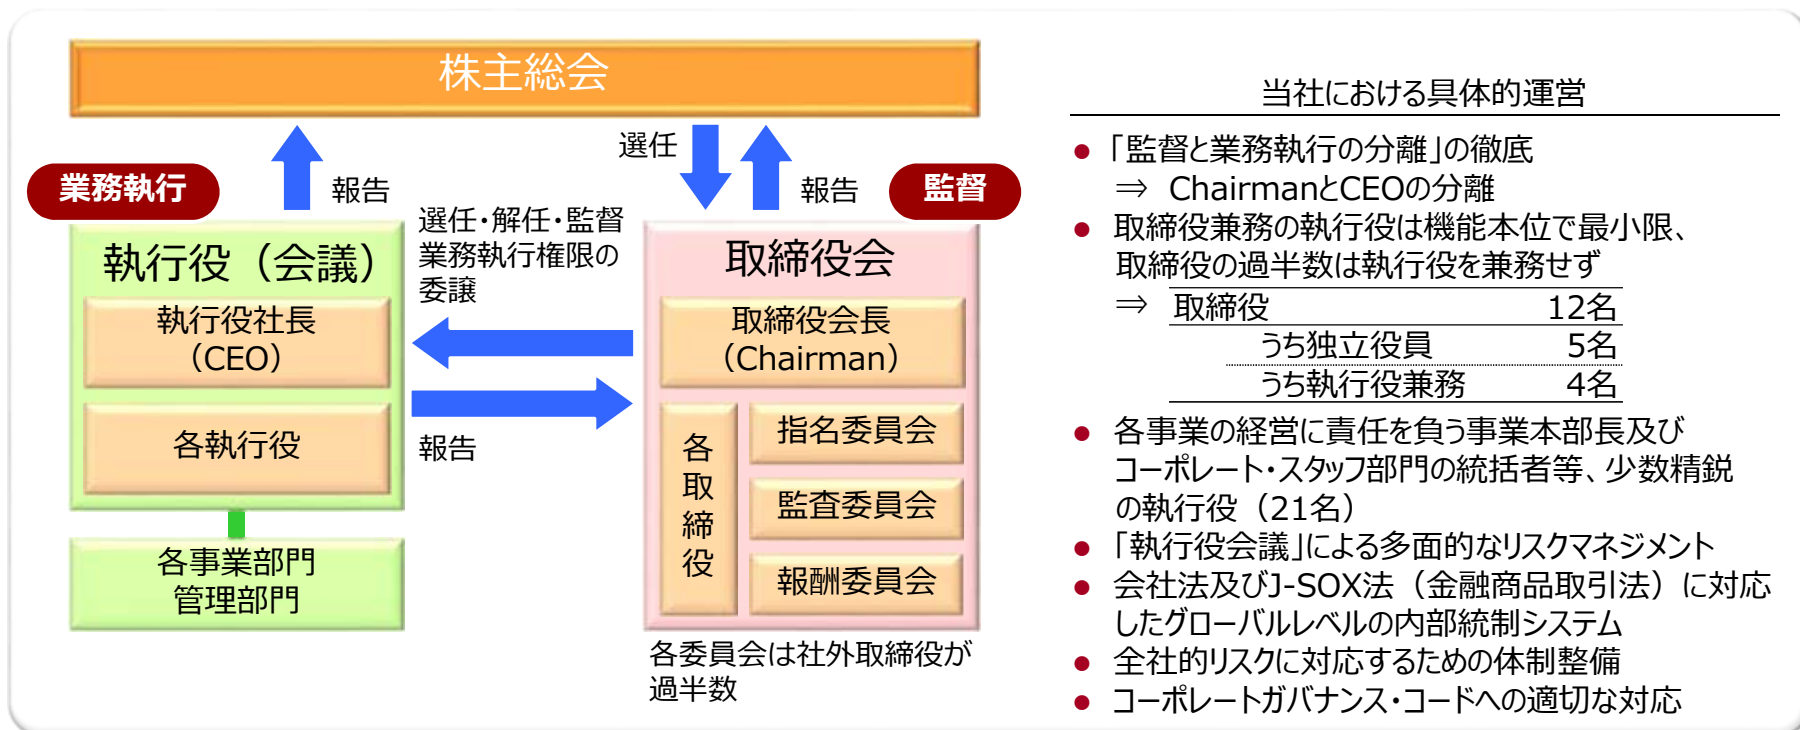 株主総会
選任
報告
報告
業務執行
監督
執行役（会議）
執行役社長
（CEO）
各執行役
各事業部門
管理部門
選任・解任・監督
業務執行権限の
委譲
報告
取締役会
取締役会長
（Chairman）
各取締役
指名委員会
監査委員会
報酬委員会
各委員会は社外取締役が
過半数
当社における具体的運営
● 「監督と業務執行の分離」の徹底
⇒ ChairmanとCEOの分離
● 取締役兼務の執行役は機能本位で最小限、
取締役の過半数は執行役を兼務せず
⇒ 取締役 12名
うち独立役員 5名
うち執行役兼務 4名
● 各事業の経営に責任を負う事業本部長及び
コーポレート・スタッフ部門の統括者等、少数精鋭
の執行役（21名）
● 「執行役会議」による多面的なリスクマネジメント
● 会社法及びJ-SOX法（金融商品取引法）に対応
したグローバルレベルの内部統制システム
● 全社的リスクに対応するための体制整備
● コーポレートガバナンス・コードへの適切な対応